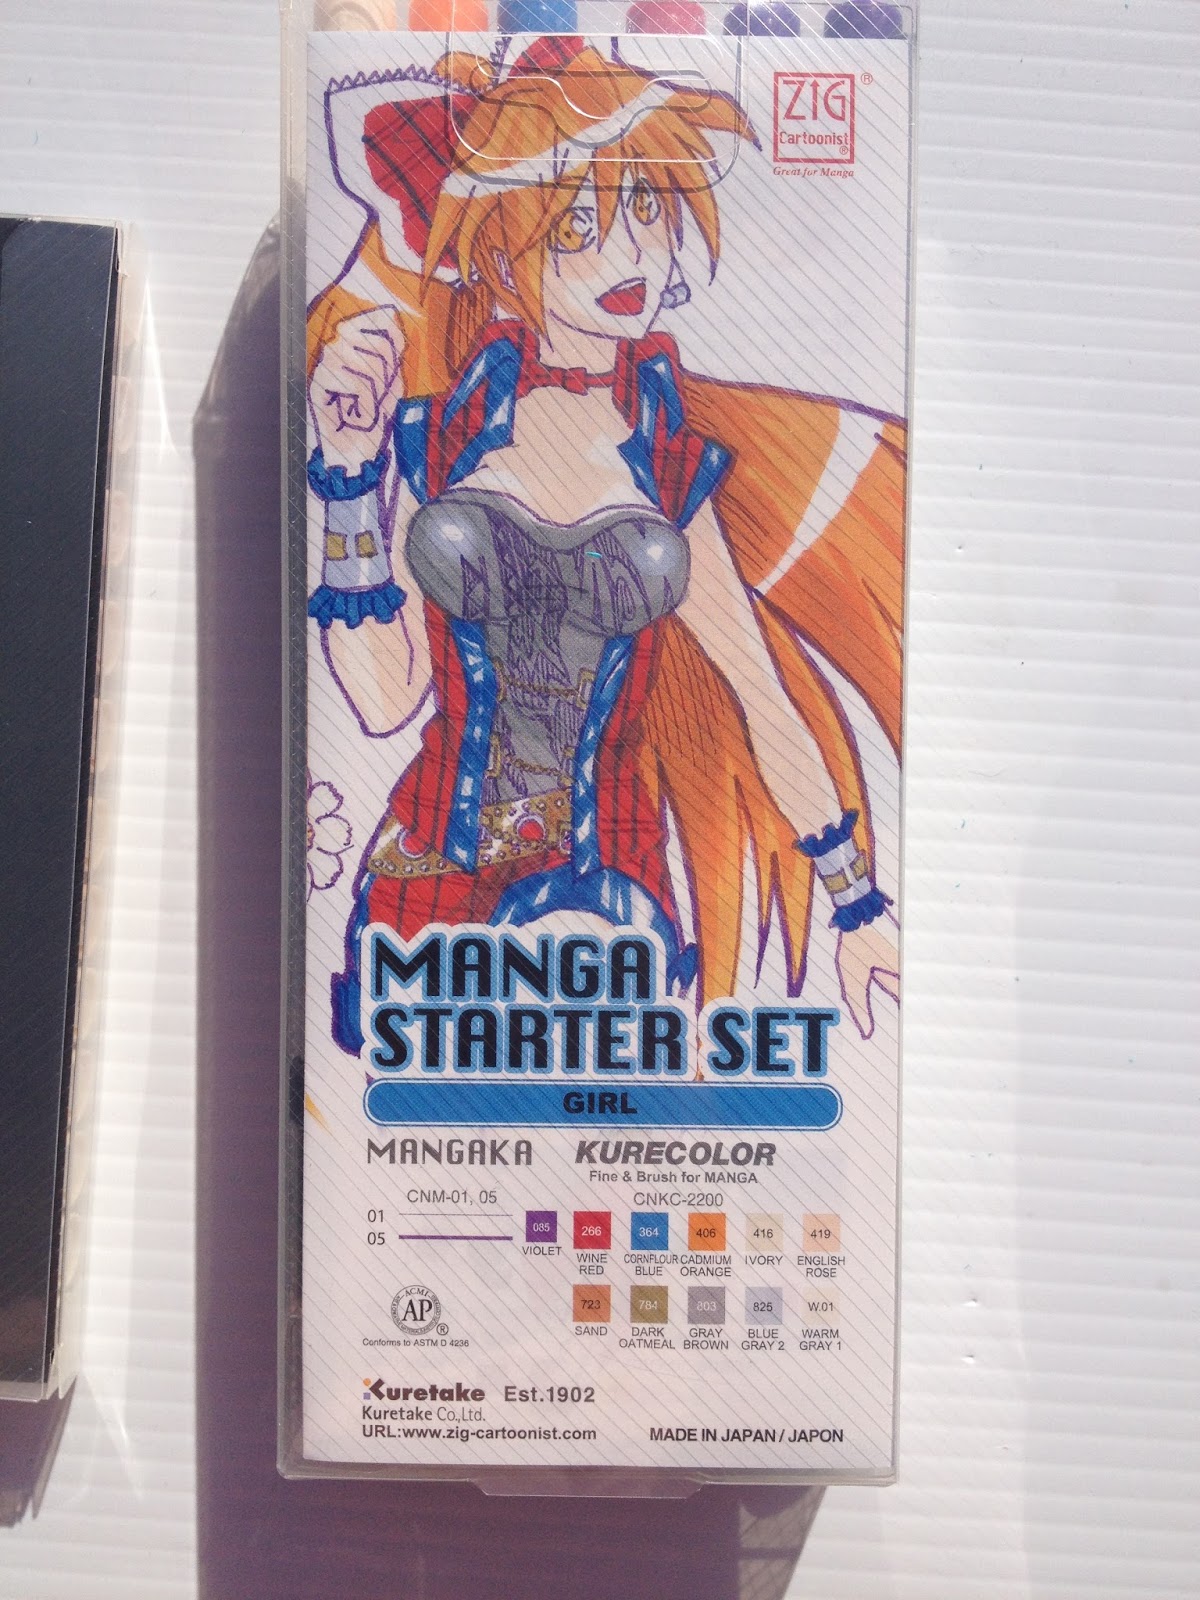 ZIG®
Cartoonist®
Great for Manga
MANGA
STARTER SET
GIRL
MANGAKA
KURECOLOR
Fine & Brush for MANGA
CNM-01, 05
CNKC-2200
01
05
085
VIOLET
266
WINE
RED
364
CORNFLOUR
BLUE
406
CADMIUM
ORANGE
416
IVORY
419
ENGLISH
ROSE
723
SAND
784
DARK
OATMEAL
803
GRAY
BROWN
825
BLUE
GRAY 2
W.01
WARM
GRAY 1
ACMI
AP®
Conforms to ASTM D 4236
Kuretake Est.1902
Kuretake Co.,Ltd.
URL:www.zig-cartoonist.com
MADE IN JAPAN / JAPON